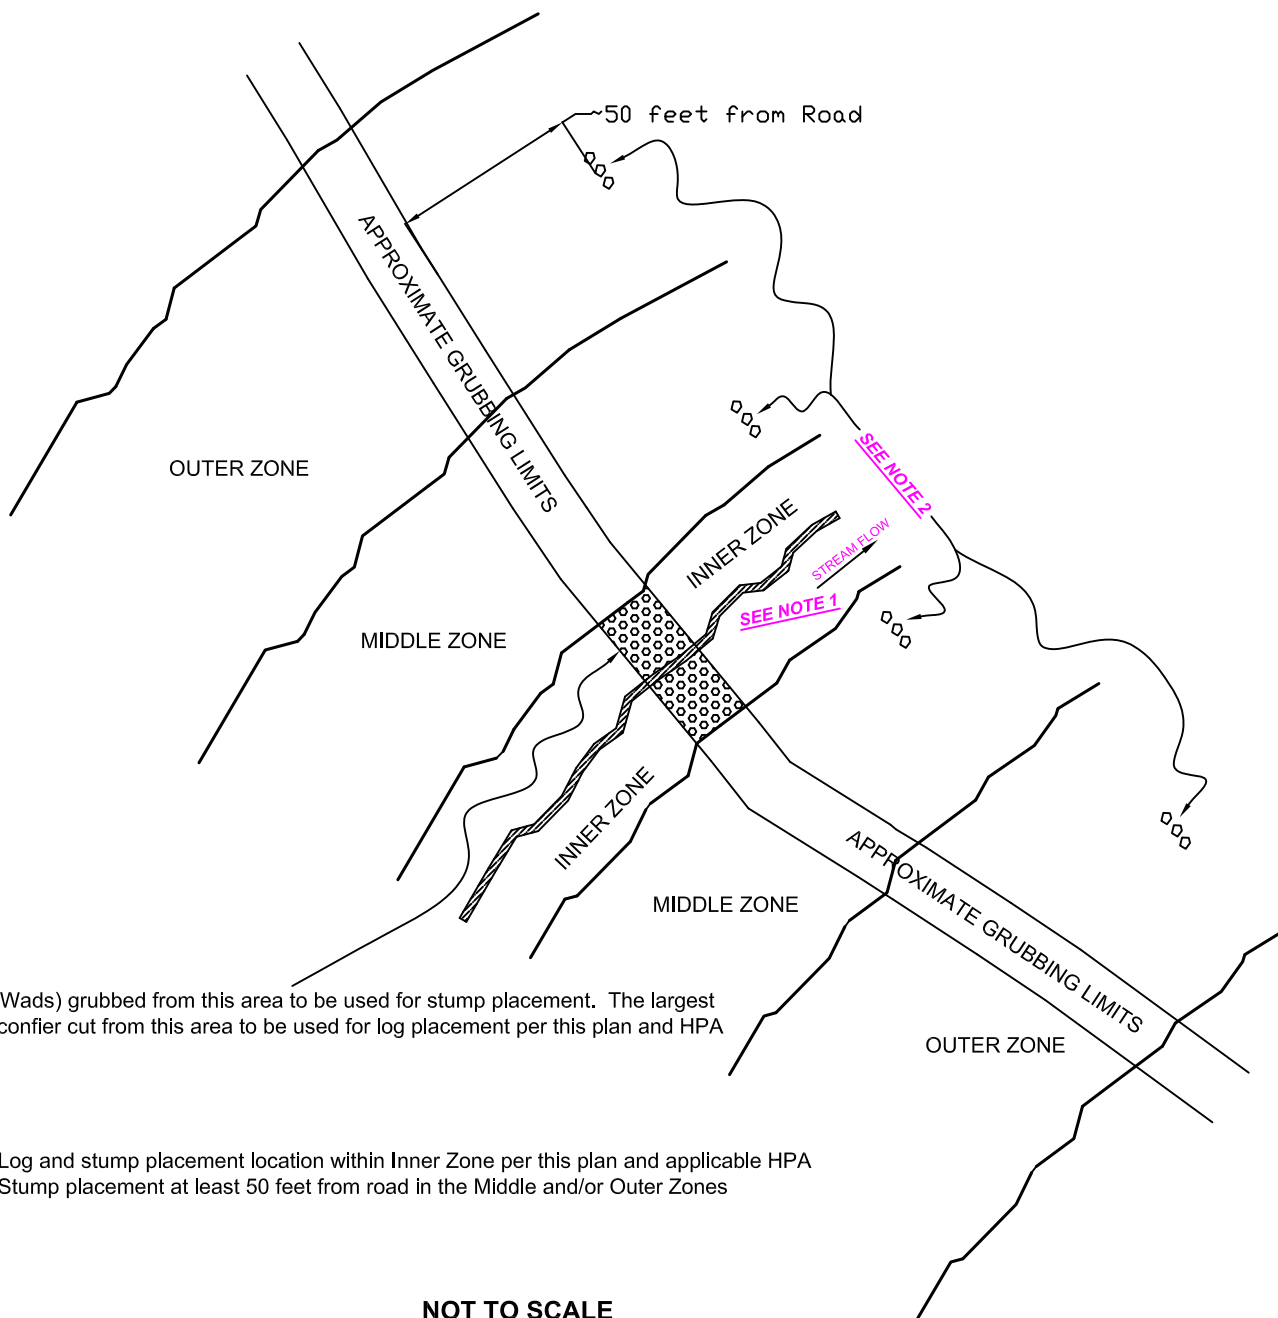 ~50 feet from Road
APPROXIMATE GRUBBING LIMITS
OUTER ZONE
SEE NOTE 2
INNER ZONE
STREAM FLOW
SEE NOTE 1
MIDDLE ZONE
INNER ZONE
MIDDLE ZONE
APPROXIMATE GRUBBING LIMITS
Wads) grubbed from this area to be used for stump placement. The largest
confier cut from this area to be used for log placement per this plan and HPA
OUTER ZONE
Log and stump placement location within Inner Zone per this plan and applicable HPA
Stump placement at least 50 feet from road in the Middle and/or Outer Zones
NOT TO SCALE